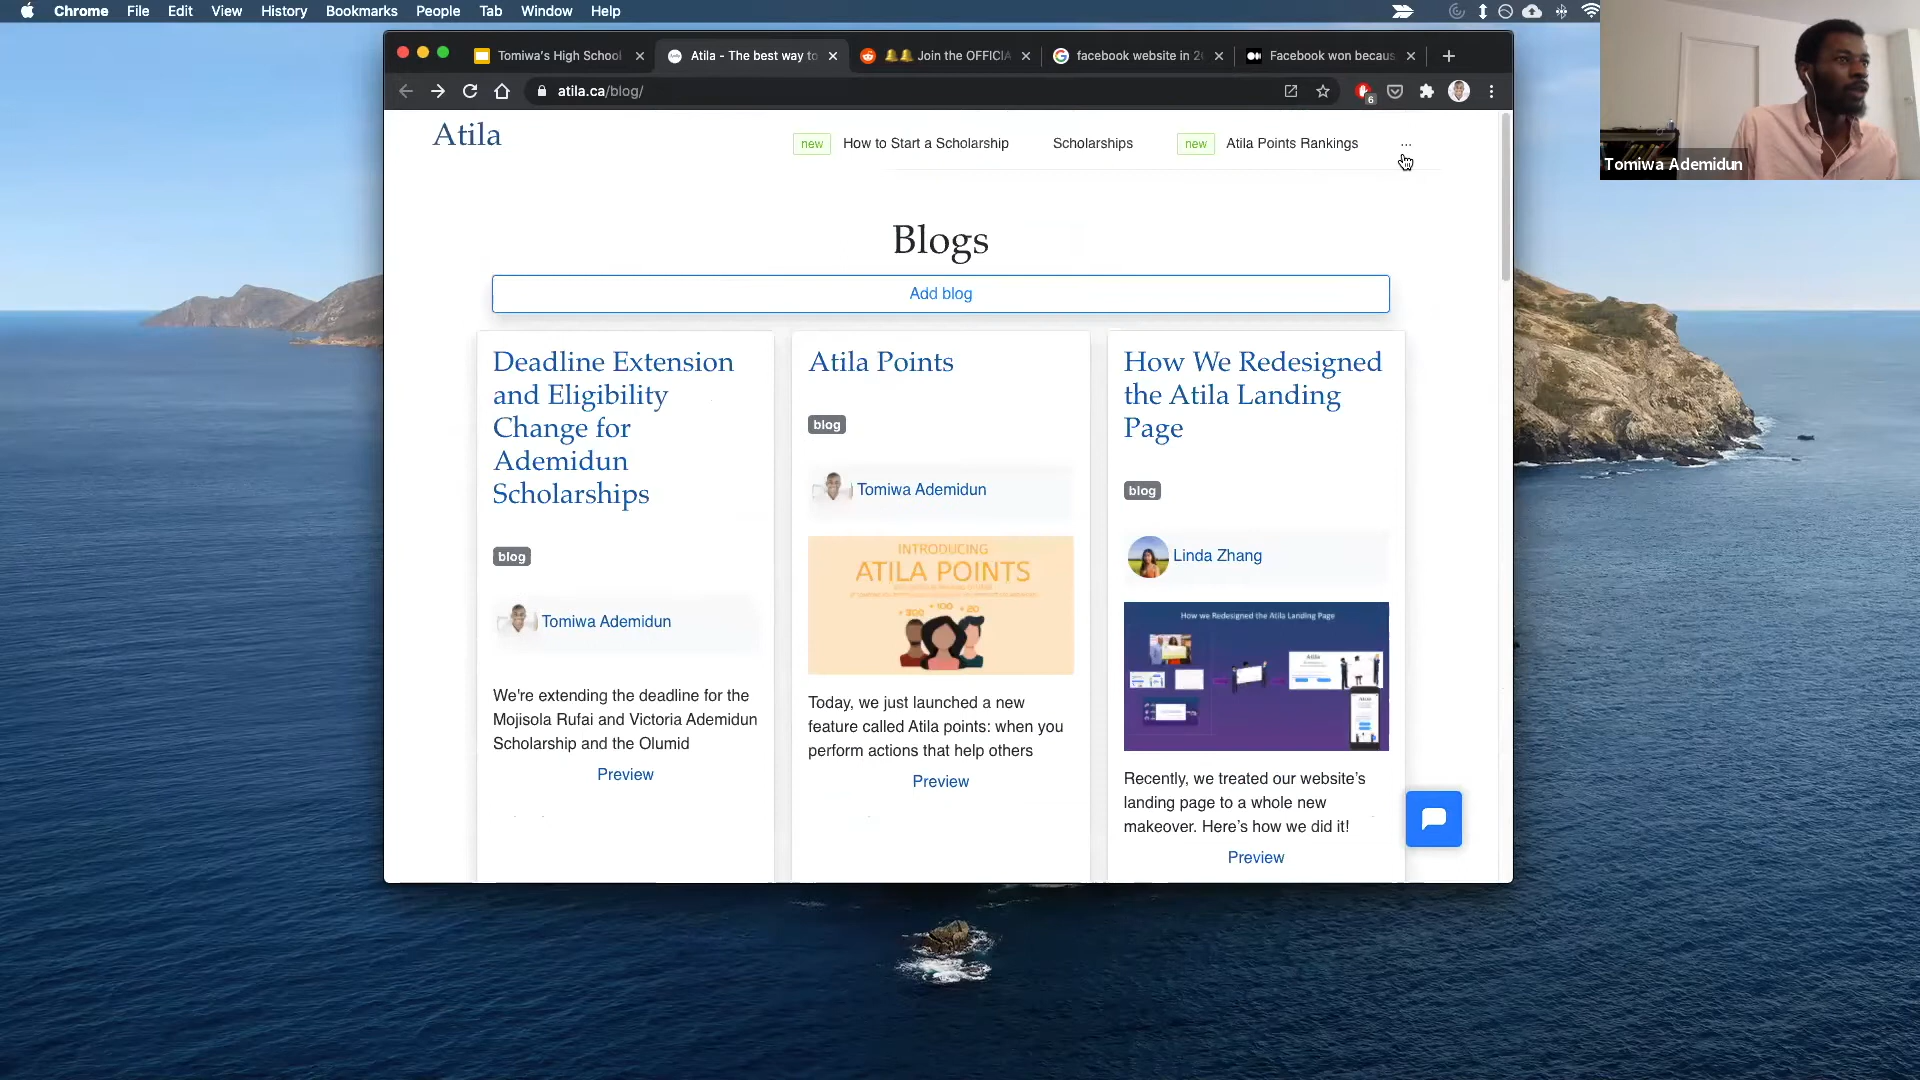 Chrome File Edit View History Bookmarks People Tab Window Help
Tomiwa's High School
Atila - The best way to
Join the OFFICIA
facebook website in 2
Facebook won becaus
atila.ca/blog/
6
Tomiwa Ademidun
Atila
new How to Start a Scholarship
Scholarships
new Atila Points Rankings
...
Blogs
Add blog
Deadline Extension
and Eligibility
Change for
Ademidun
Scholarships
blog
Tomiwa Ademidun
We're extending the deadline for the
Mojisola Rufai and Victoria Ademidun
Scholarship and the Olumid
Preview
Atila Points
blog
Tomiwa Ademidun
INTRODUCING
ATILA POINTS
Today, we just launched a new
feature called Atila points: when you
perform actions that help others
Preview
How We Redesigned
the Atila Landing
Page
blog
Linda Zhang
How we Redesigned the Atila Landing Page
Recently, we treated our website's
landing page to a whole new
makeover. Here's how we did it!
Preview